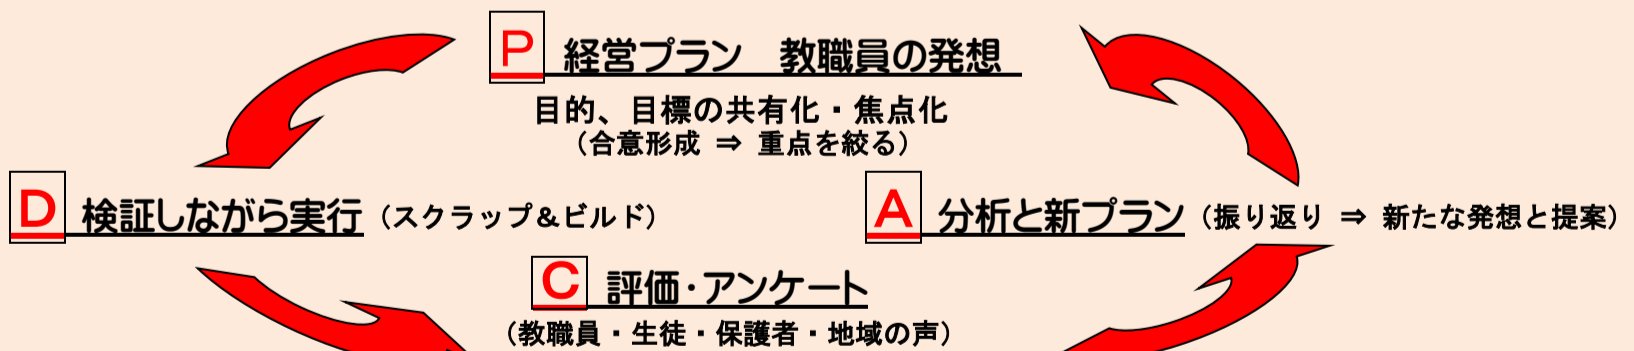 P 経営プラン　教職員の発想
目的、目標の共有化・焦点化
（合意形成 ⇒ 重点を絞る）
D 検証しながら実行（スクラップ＆ビルド）
A 分析と新プラン（振り返り ⇒ 新たな発想と提案）
C 評価・アンケート
（教職員・生徒・保護者・地域の声）